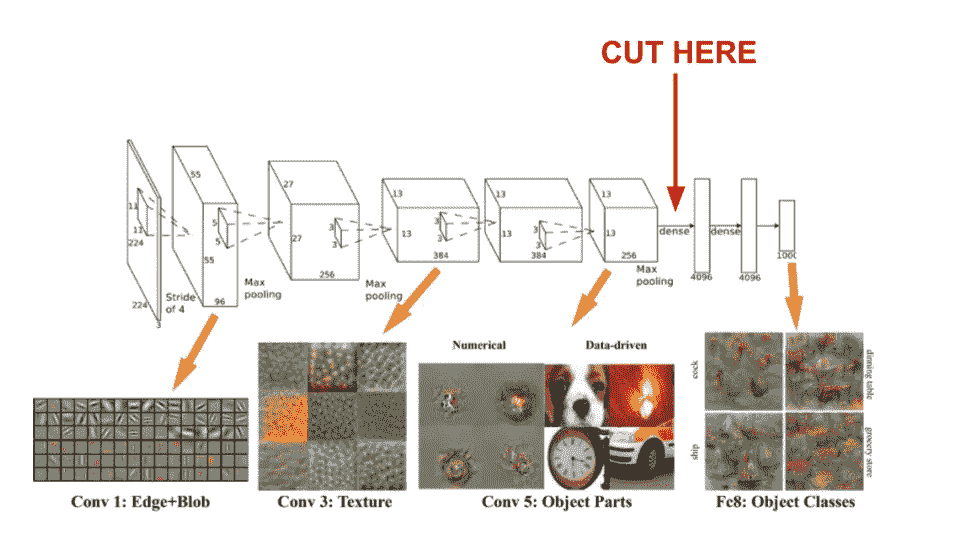 CUT HERE
55
27
13
13
13
11
5
3
3
3
11
5
27
3
13
3
13
3
13
dense
dense
224
55
384
384
256
1000
256
Max
pooling
Max
pooling
Max
pooling
4096
4096
224
Stride
of 4
96
3
Numerical
Data-driven
cock
dinning table
ship
grocery store
Conv 1: Edge+Blob
Conv 3: Texture
Conv 5: Object Parts
Fc8: Object Classes